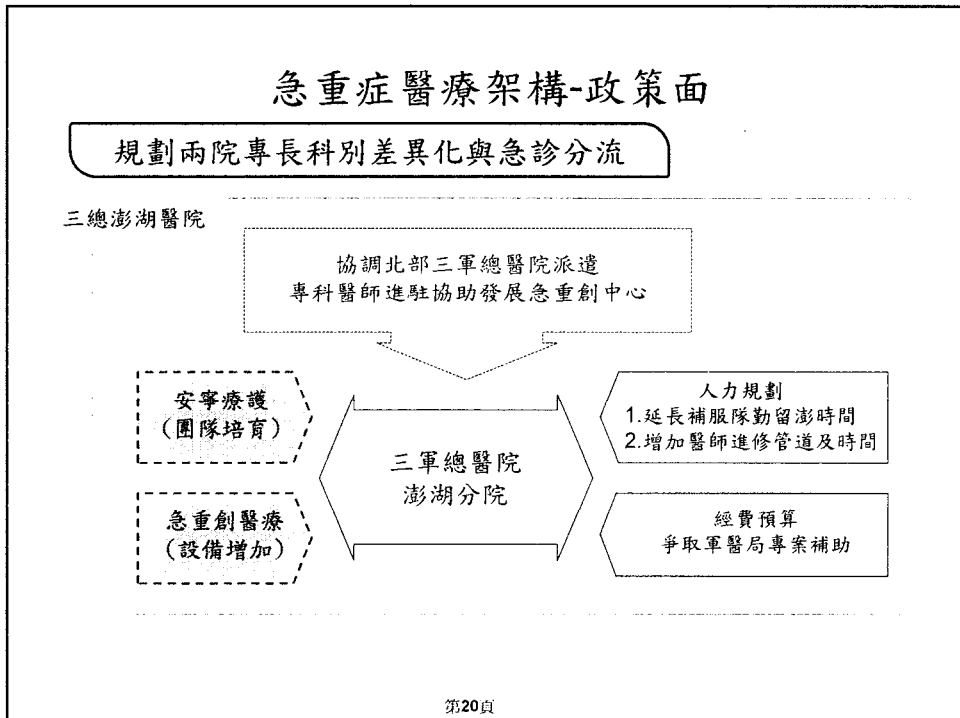 急重症醫療架構-政策面
規劃兩院專長科別差異化與急診分流
三總澎湖醫院
協調北部三軍總醫院派遣
專科醫師進駐協助發展急重創中心
安寧療護
(團隊培育)
人力規劃
1.延長補服隊勤留澎時間
2.增加醫師進修管道及時間
三軍總醫院
澎湖分院
急重創醫療
(設備增加)
經費預算
爭取軍醫局專案補助
第20頁